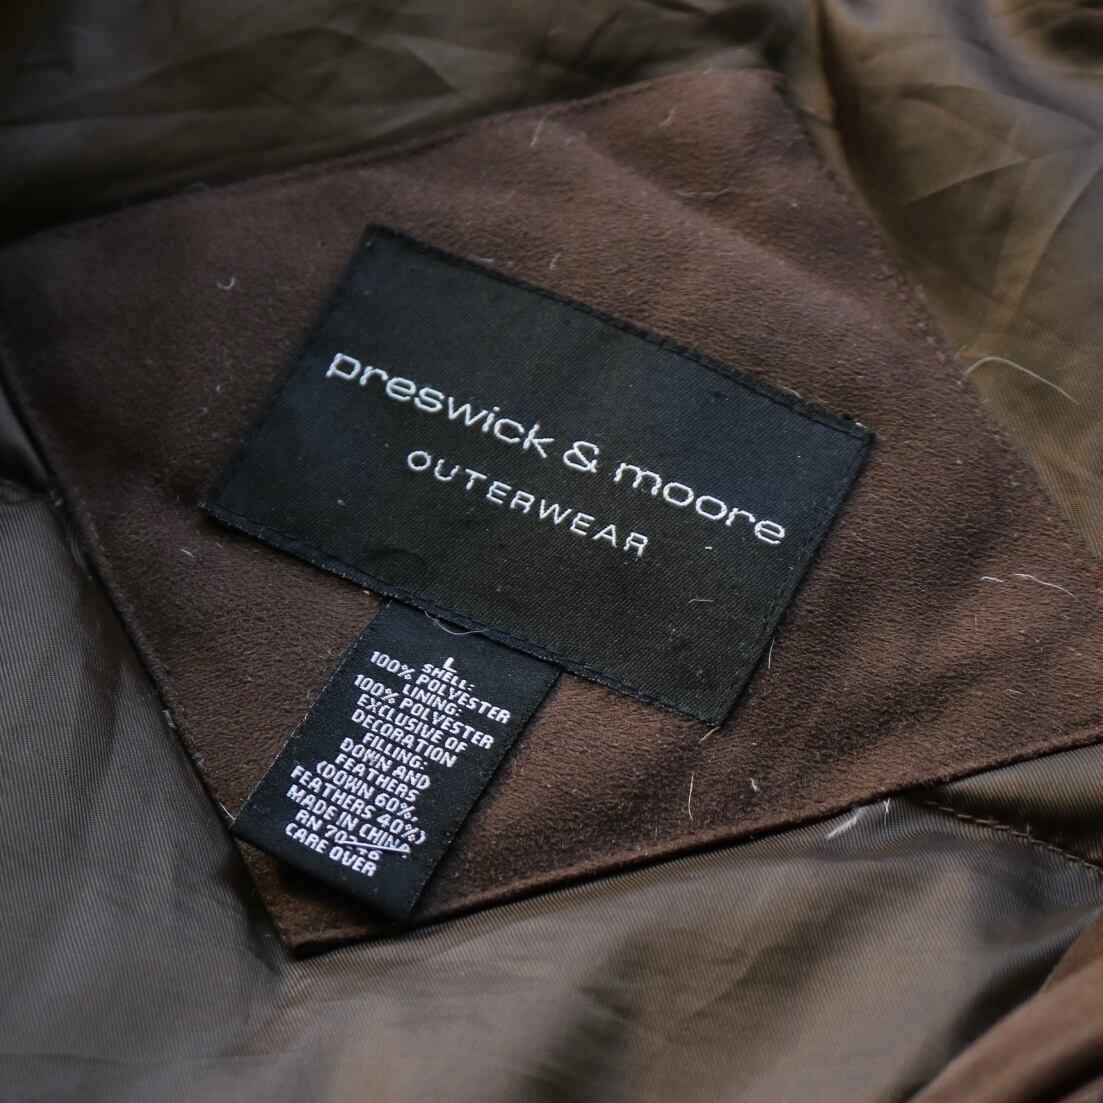 preswick & moore
OUTERWEAR
L
SHELL:
100% POLYESTER
LINING:
100% POLYESTER
EXCLUSIVE OF
DECORATION
FILLING:
DOWN AND
FEATHERS
(DOWN 60%,
FEATHERS 40%)
MADE IN CHINA
RN
CARE OVER